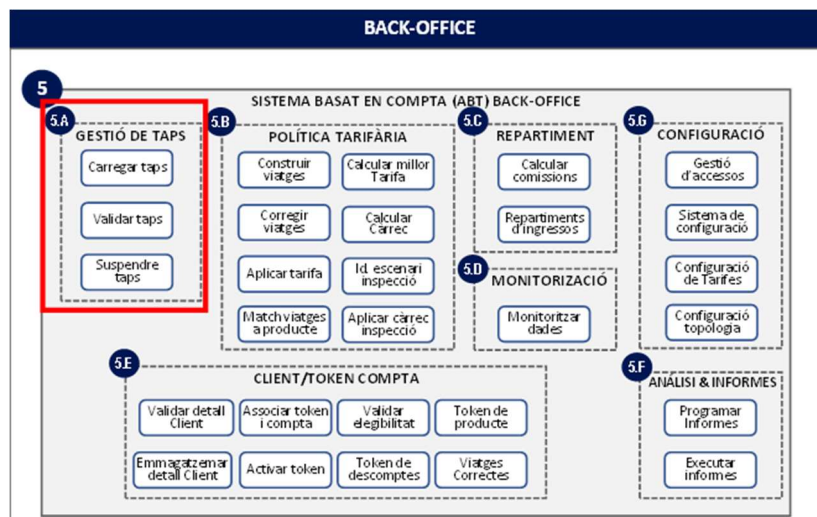 BACK-OFFICE
5
SISTEMA BASAT EN COMPTA (ABT) BACK-OFFICE
5.A
GESTIÓ DE TAPS
Carregar taps
Validar taps
Suspendre
taps
5.B
POLÍTICA TARIFÀRIA
Construir
viatges
Calcular millor
Tarifa
Corregir
viatges
Calcular
Càrrec
Aplicar tarifa
Id. escenari
inspecció
Match viatges
a producte
Aplicar càrrec
inspecció
5.C
REPARTIMENT
Calcular
comissions
Repartiments
d'ingressos
5.D
MONITORIZACIÓ
Monitoritzar
dades
5.G
CONFIGURACIÓ
Gestió
d'accessos
Sistema de
configuració
Configuració
de Tarifes
Configuració
topologia
5.E
CLIENT/TOKEN COMPTA
Validar detall
Client
Associar token
i compta
Validar
elegibilitat
Token de
producte
Emmagatzemar
detall Client
Activar token
Token de
descomptes
Viatges
Correctes
5.F
ANÀLISI & INFORMES
Programar
Informes
Executar
informes